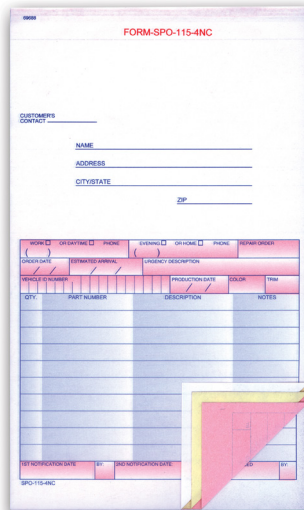 69698
FORM-SPO-115-4NC
CUSTOMER'S
CONTACT
NAME
ADDRESS
CITY/STATE
ZIP
WORK OR DAYTIME PHONE EVENING OR HOME PHONE REPAIR ORDER
( ) ( )
ORDER DATE ESTIMATED ARRIVAL URGENCY DESCRIPTION
/ / / /
VEHICLE ID NUMBER PRODUCTION DATE COLOR TRIM
/ /
QTY. PART NUMBER DESCRIPTION NOTES
1ST NOTIFICATION DATE BY: 2ND NOTIFICATION DATE: BY:
SPO-115-4NC